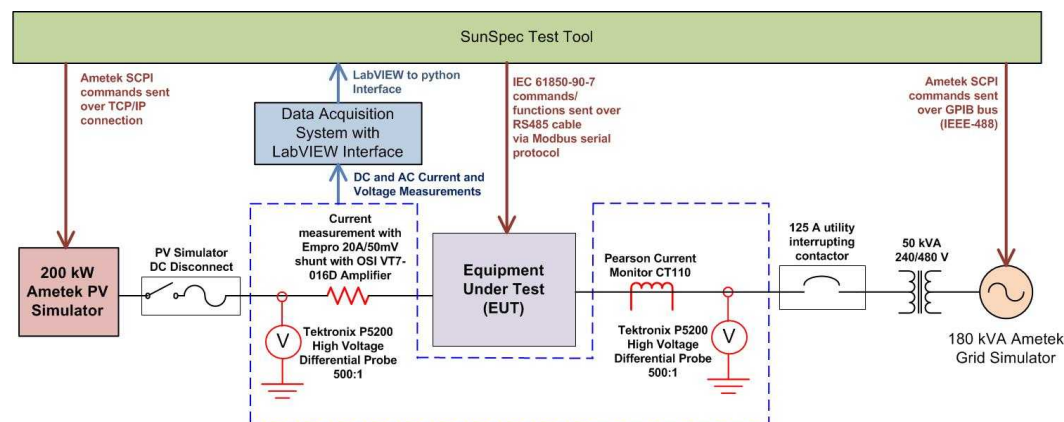 SunSpec Test Tool
Ametek SCPI
commands sent
over TCP/IP
connection
LabVIEW to python
Interface
Data Acquisition
System with
LabVIEW Interface
DC and AC Current and
Voltage Measurements
IEC 61850-90-7
commands/
functions sent over
RS485 cable
via Modbus serial
protocol
Ametek SCPI
commands sent
over GPIB bus
(IEEE-488)
200 kW
Ametek PV
Simulator
PV Simulator
DC Disconnect
Current
measurement with
Empro 20A/50mV
shunt with OSI VT7-
016D Amplifier
V
Tektronix P5200
High Voltage
Differential Probe
500:1
Equipment
Under Test
(EUT)
Pearson Current
Monitor CT110
Tektronix P5200
High Voltage
Differential Probe
500:1
V
125 A utility
interrupting
contactor
50 kVA
240/480 V
180 kVA Ametek
Grid Simulator